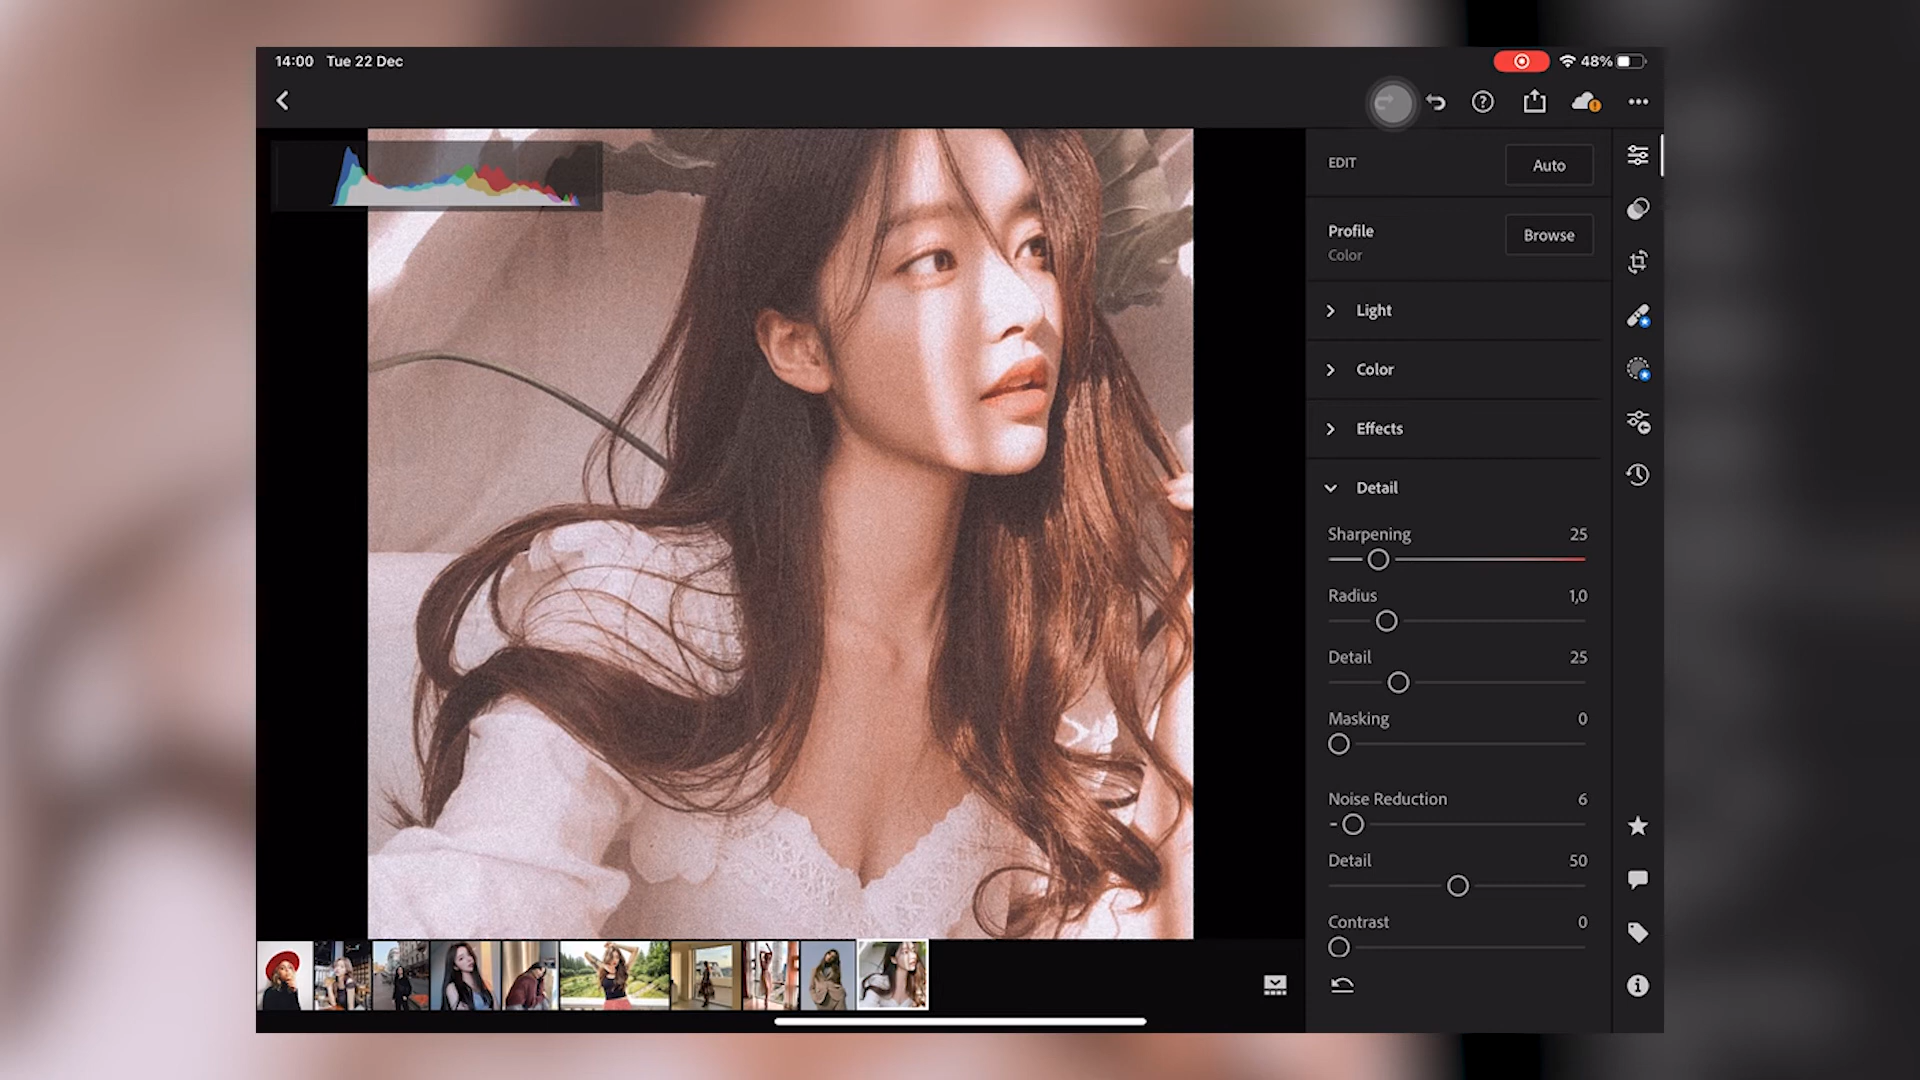 14:00 Tue 22 Dec
48%
EDIT
Auto
Profile
Browse
Color
Light
Color
Effects
Detail
Sharpening 25
Radius 1,0
Detail 25
Masking 0
Noise Reduction 6
Detail 50
Contrast 0